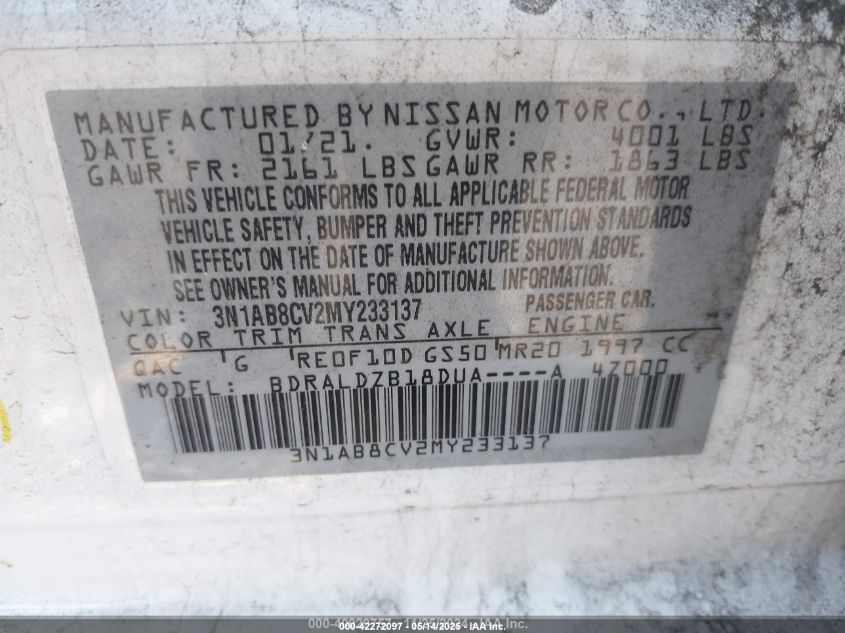 MANUFACTURED BY NISSAN MOTOR CO., LTD.
DATE: 01/21. GVWR: 4001 LBS
GAWR FR: 2161 LBS GAWR RR: 1863 LBS
THIS VEHICLE CONFORMS TO ALL APPLICABLE FEDERAL MOTOR
VEHICLE SAFETY, BUMPER AND THEFT PREVENTION STANDARDS
IN EFFECT ON THE DATE OF MANUFACTURE SHOWN ABOVE.
SEE OWNER'S MANUAL FOR ADDITIONAL INFORMATION.
VIN: 3N1AB8CV2MY233137 PASSENGER CAR.
COLOR TRIM TRANS AXLE ENGINE
QAC G RE0F10D GS50 MR20 1997 CC
MODEL: BDRALDZB18DUA----A 47000
3N1AB8CV2MY233137
42272097 - 05/14/2025 - IAA Inc.